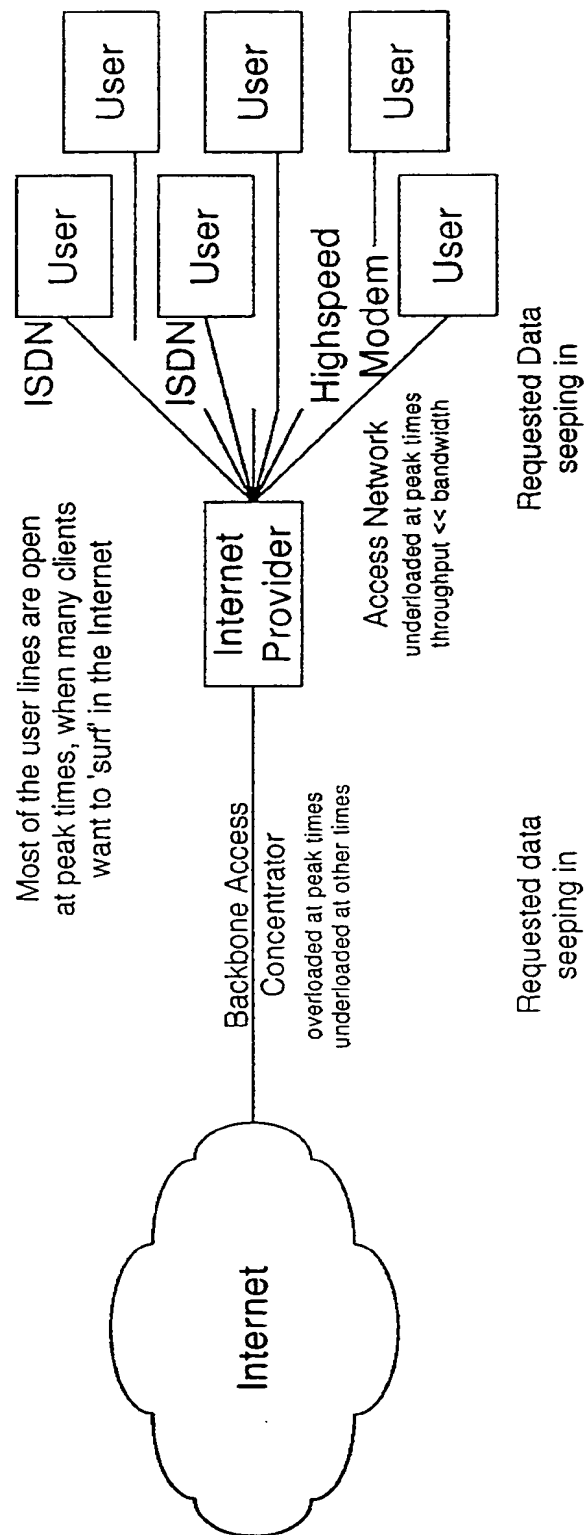 Most of the user lines are open
at peak times, when many clients
want to 'surf' in the Internet
Internet
Backbone Access
Concentrator
overloaded at peak times
underloaded at other times
Requested data
seeping in
Internet
Provider
ISDN
ISDN
Highspeed
Modem
Access Network
underloaded at peak times
throughput << bandwidth
Requested Data
seeping in
User
User
User
User
User
User